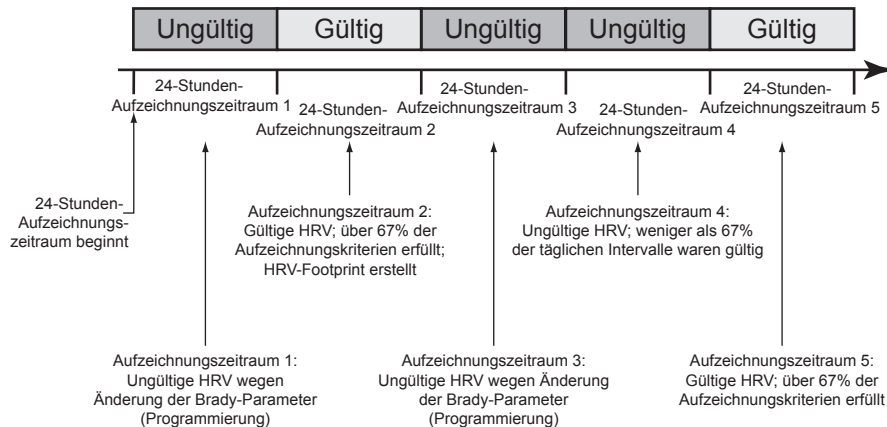 Ungültig Gültig Ungültig Ungültig Gültig
24-Stunden-
Aufzeichnungszeitraum 1
24-Stunden-
Aufzeichnungszeitraum 2
24-Stunden-
Aufzeichnungszeitraum 3
24-Stunden-
Aufzeichnungszeitraum 4
24-Stunden-
Aufzeichnungszeitraum 5
24-Stunden-
Aufzeichnungs-
zeitraum beginnt
Aufzeichnungszeitraum 2:
Gültige HRV; über 67% der
Aufzeichnungskriterien erfüllt;
HRV-Footprint erstellt
Aufzeichnungszeitraum 4:
Ungültige HRV; weniger als 67%
der täglichen Intervalle waren gültig
Aufzeichnungszeitraum 1:
Ungültige HRV wegen
Änderung der Brady-Parameter
(Programmierung)
Aufzeichnungszeitraum 3:
Ungültige HRV wegen Änderung
der Brady-Parameter
(Programmierung)
Aufzeichnungszeitraum 5:
Gültige HRV; über 67% der
Aufzeichnungskriterien erfüllt